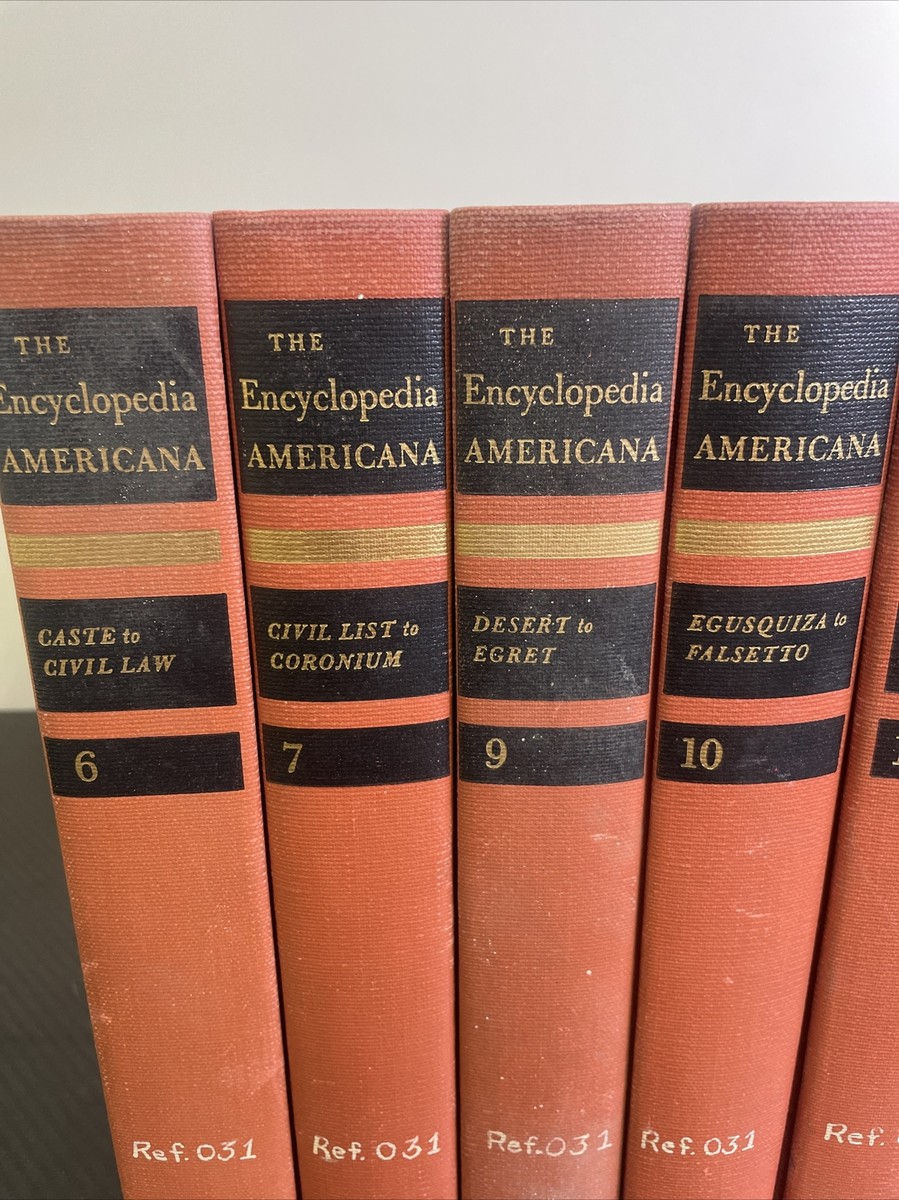 THE
Encyclopedia
AMERICANA
CASTE to
CIVIL LAW
6
Ref. 031
THE
Encyclopedia
AMERICANA
CIVIL LIST to
CORONIUM
7
Ref. 031
THE
Encyclopedia
AMERICANA
DESERT to
EGRET
9
Ref. 031
THE
Encyclopedia
AMERICANA
EGUSQUIZA to
FALSETTO
10
Ref. 031
Ref.